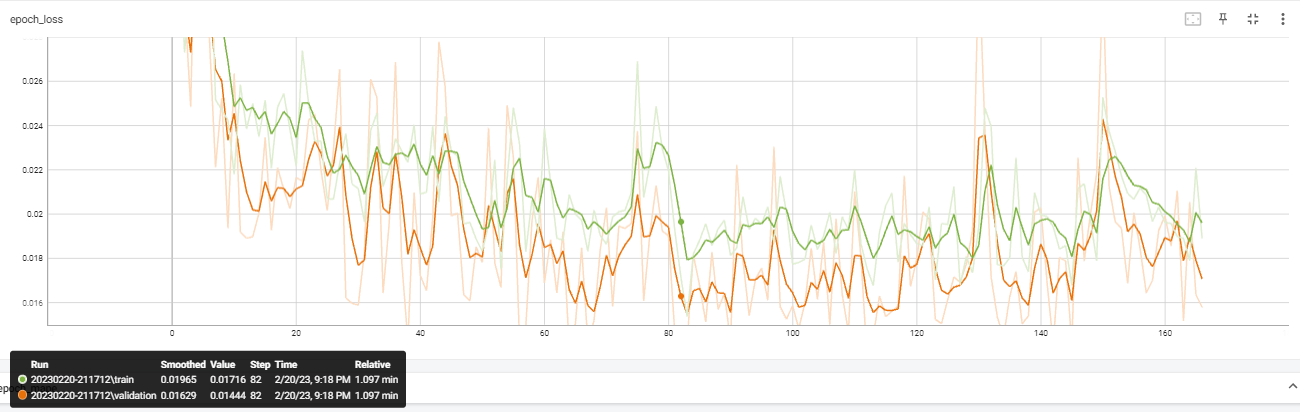 epoch_loss
0.026
0.024
0.022
0.02
0.018
0.016
0 20 40 60 80 100 120 140 160
Run Smoothed Value Step Time Relative
20230220-211712\train 0.01965 0.01716 82 2/20/23, 9:18 PM 1.097 min
20230220-211712\validation 0.01629 0.01444 82 2/20/23, 9:18 PM 1.097 min